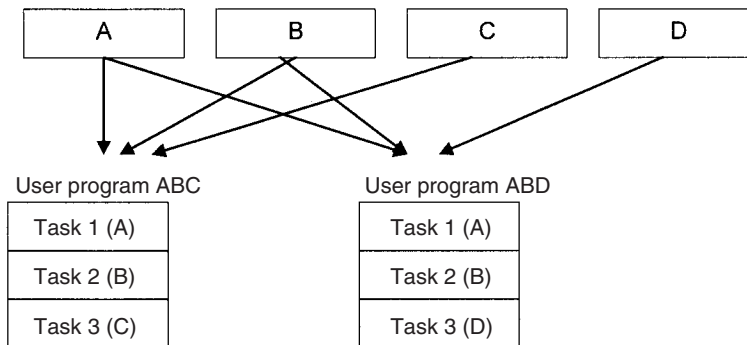 A
B
C
D
User program ABC
Task 1 (A)
Task 2 (B)
Task 3 (C)
User program ABD
Task 1 (A)
Task 2 (B)
Task 3 (D)